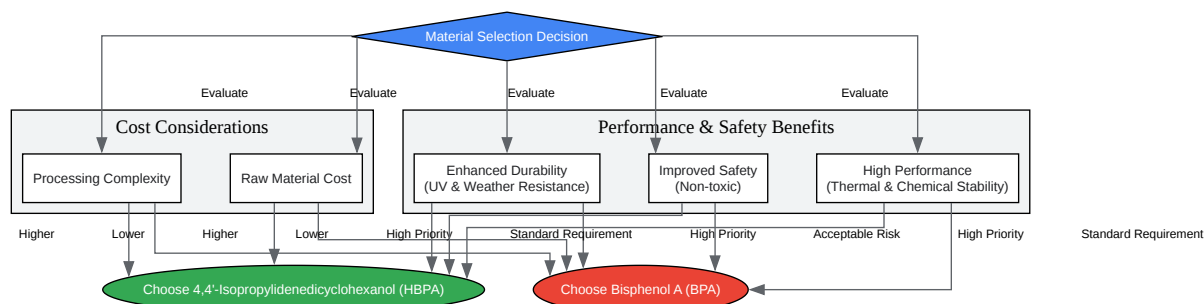 Material Selection Decision
Evaluate Evaluate Evaluate Evaluate Evaluate
Cost Considerations
Performance & Safety Benefits
Processing Complexity
Raw Material Cost
Enhanced Durability
(UV & Weather Resistance)
Improved Safety
(Non-toxic)
High Performance
(Thermal & Chemical Stability)
Higher Lower Higher Lower High Priority Standard Requirement High Priority Acceptable Risk High Priority Standard Requirement
Choose 4,4'-Isopropylidenedicyclohexanol (HBPA)
Choose Bisphenol A (BPA)